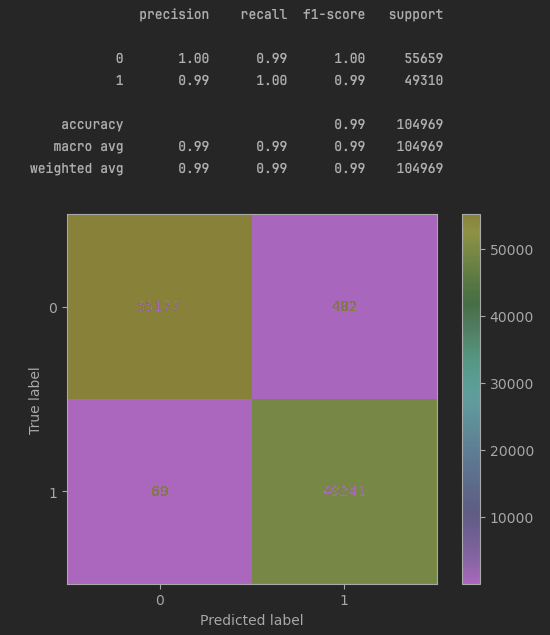 precision recall f1-score support
0 1.00 0.99 1.00 55659
1 0.99 1.00 0.99 49310
accuracy 0.99 104969
macro avg 0.99 0.99 0.99 104969
weighted avg 0.99 0.99 0.99 104969
50000
0 55177 482
40000
30000
True label
20000
1 69 49241
10000
0 1
Predicted label